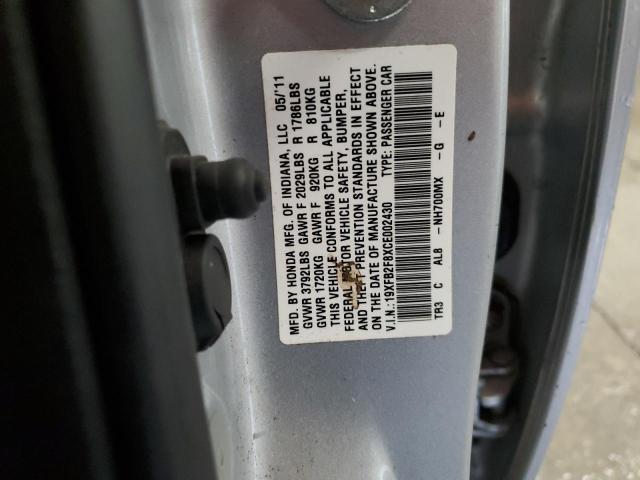 MFD. BY HONDA MFG. OF INDIANA, LLC 05/'11
GVWR 3792LBS GAWR F 2029LBS R 1786LBS
GVWR 1720KG GAWR F 920KG R 810KG
THIS VEHICLE CONFORMS TO ALL APPLICABLE
FEDERAL MOTOR VEHICLE SAFETY, BUMPER,
AND THEFT PREVENTION STANDARDS IN EFFECT
ON THE DATE OF MANUFACTURE SHOWN ABOVE.
V.I.N.: 19XFB2F8XCE002430 TYPE: PASSENGER CAR
TR3 C AL8 -NH700MX -G -E